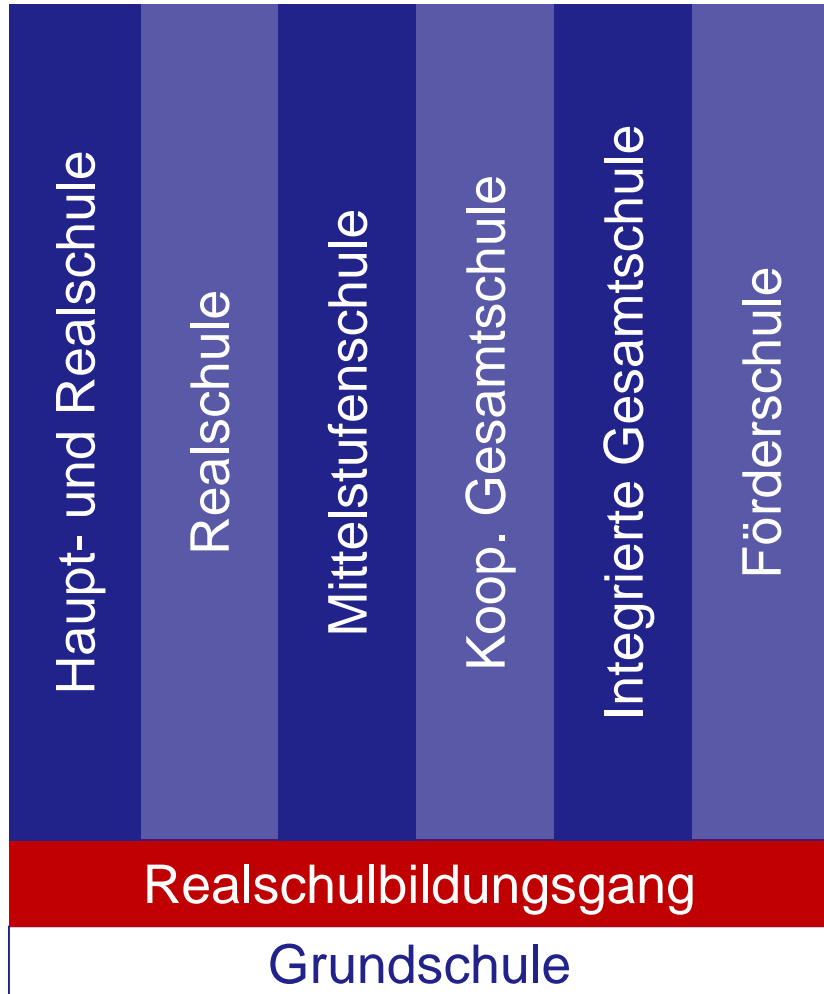 Haupt- und Realschule
Realschule
Mittelstufenschule
Koop. Gesamtschule
Integrierte Gesamtschule
Förderschule
Realschulbildungsgang
Grundschule